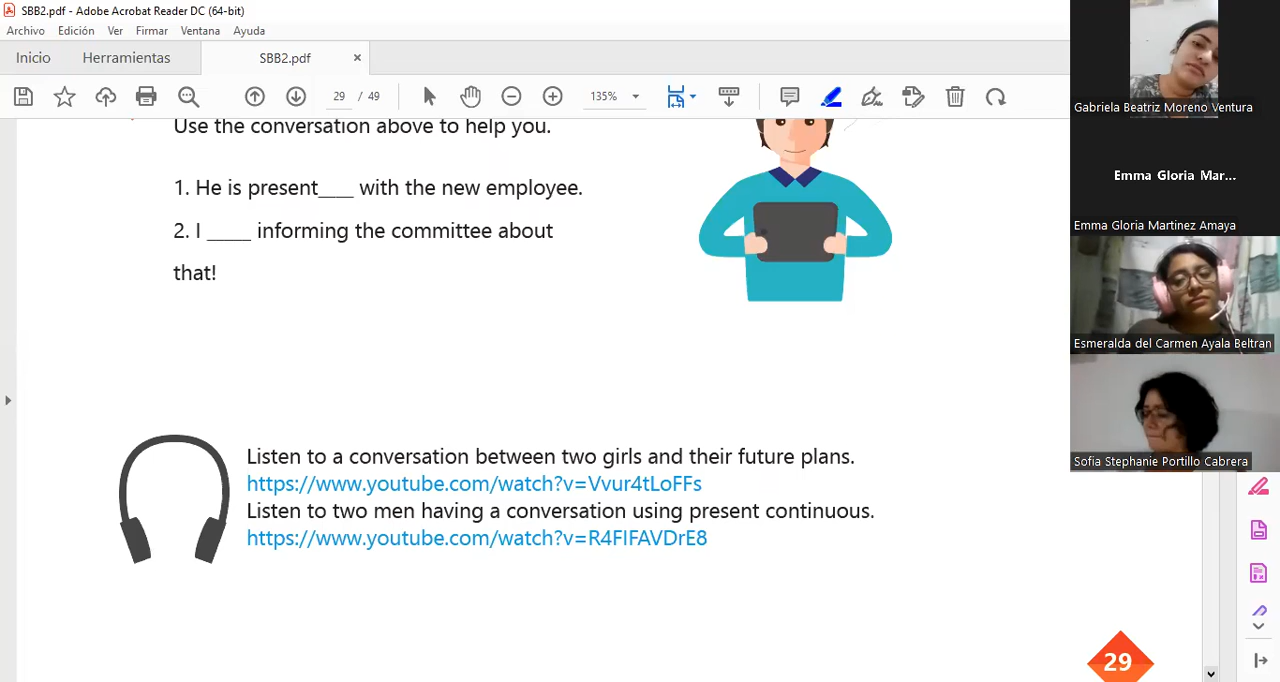 SBB2.pdf - Adobe Acrobat Reader DC (64-bit)
Archivo Edición Ver Firmar Ventana Ayuda
Inicio Herramientas SBB2.pdf ×
29 / 49 135%
Use the conversation above to help you.
1. He is present____ with the new employee.
2. I _____ informing the committee about
that!
Listen to a conversation between two girls and their future plans.
https://www.youtube.com/watch?v=Vvur4tLoFFs
Listen to two men having a conversation using present continuous.
https://www.youtube.com/watch?v=R4FIFAVDrE8
29
Gabriela Beatriz Moreno Ventura
Emma Gloria Mar...
Emma Gloria Martinez Amaya
Esmeralda del Carmen Ayala Beltran
Sofia Stephanie Portillo Cabrera